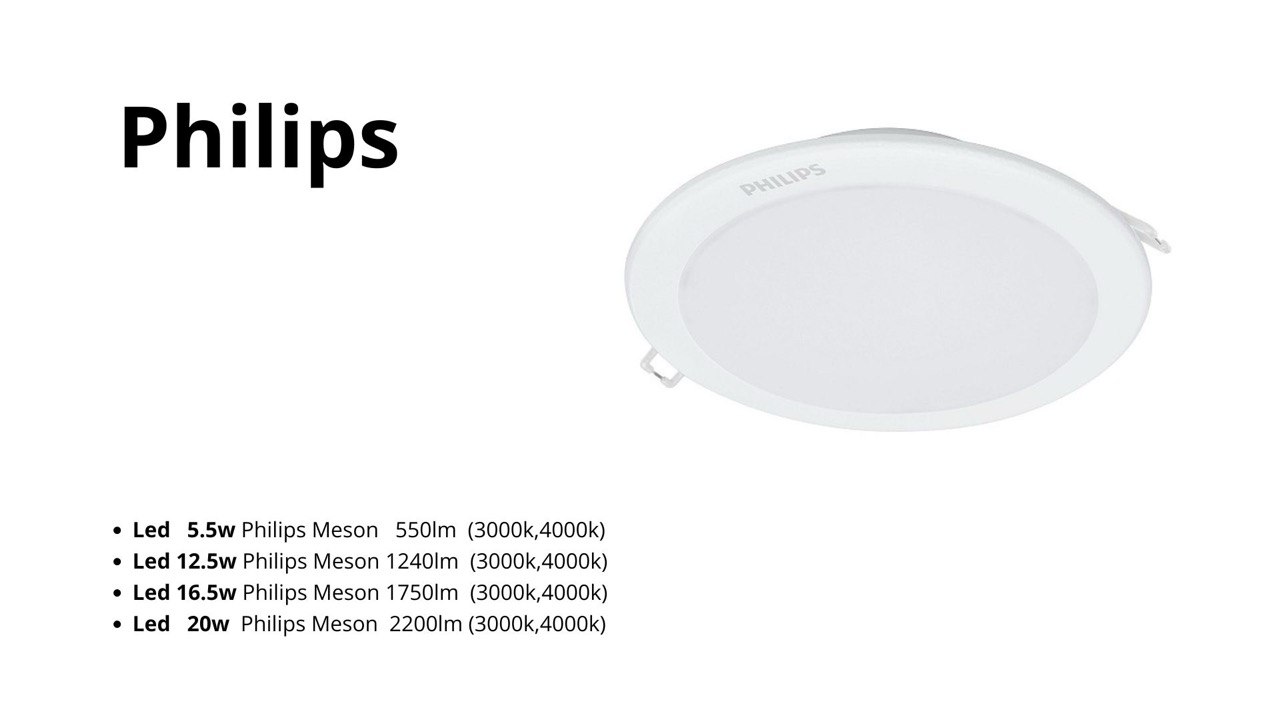 Philips
PHILIPS
• Led 5.5w Philips Meson 550lm (3000k,4000k)
• Led 12.5w Philips Meson 1240lm (3000k,4000k)
• Led 16.5w Philips Meson 1750lm (3000k,4000k)
• Led 20w Philips Meson 2200lm (3000k,4000k)